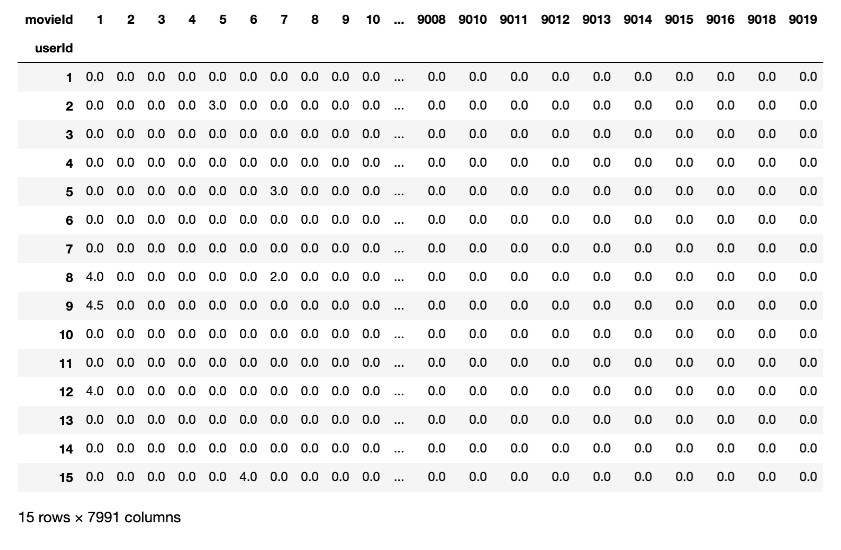 movieId 1 2 3 4 5 6 7 8 9 10 ... 9008 9010 9011 9012 9013 9014 9015 9016 9018 9019
userId
1 0.0 0.0 0.0 0.0 0.0 0.0 0.0 0.0 0.0 0.0 ... 0.0 0.0 0.0 0.0 0.0 0.0 0.0 0.0 0.0 0.0
2 0.0 0.0 0.0 0.0 3.0 0.0 0.0 0.0 0.0 0.0 ... 0.0 0.0 0.0 0.0 0.0 0.0 0.0 0.0 0.0 0.0
3 0.0 0.0 0.0 0.0 0.0 0.0 0.0 0.0 0.0 0.0 ... 0.0 0.0 0.0 0.0 0.0 0.0 0.0 0.0 0.0 0.0
4 0.0 0.0 0.0 0.0 0.0 0.0 0.0 0.0 0.0 0.0 ... 0.0 0.0 0.0 0.0 0.0 0.0 0.0 0.0 0.0 0.0
5 0.0 0.0 0.0 0.0 0.0 0.0 3.0 0.0 0.0 0.0 ... 0.0 0.0 0.0 0.0 0.0 0.0 0.0 0.0 0.0 0.0
6 0.0 0.0 0.0 0.0 0.0 0.0 0.0 0.0 0.0 0.0 ... 0.0 0.0 0.0 0.0 0.0 0.0 0.0 0.0 0.0 0.0
7 0.0 0.0 0.0 0.0 0.0 0.0 0.0 0.0 0.0 0.0 ... 0.0 0.0 0.0 0.0 0.0 0.0 0.0 0.0 0.0 0.0
8 4.0 0.0 0.0 0.0 0.0 0.0 2.0 0.0 0.0 0.0 ... 0.0 0.0 0.0 0.0 0.0 0.0 0.0 0.0 0.0 0.0
9 4.5 0.0 0.0 0.0 0.0 0.0 0.0 0.0 0.0 0.0 ... 0.0 0.0 0.0 0.0 0.0 0.0 0.0 0.0 0.0 0.0
10 0.0 0.0 0.0 0.0 0.0 0.0 0.0 0.0 0.0 0.0 ... 0.0 0.0 0.0 0.0 0.0 0.0 0.0 0.0 0.0 0.0
11 0.0 0.0 0.0 0.0 0.0 0.0 0.0 0.0 0.0 0.0 ... 0.0 0.0 0.0 0.0 0.0 0.0 0.0 0.0 0.0 0.0
12 4.0 0.0 0.0 0.0 0.0 0.0 0.0 0.0 0.0 0.0 ... 0.0 0.0 0.0 0.0 0.0 0.0 0.0 0.0 0.0 0.0
13 0.0 0.0 0.0 0.0 0.0 0.0 0.0 0.0 0.0 0.0 ... 0.0 0.0 0.0 0.0 0.0 0.0 0.0 0.0 0.0 0.0
14 0.0 0.0 0.0 0.0 0.0 0.0 0.0 0.0 0.0 0.0 ... 0.0 0.0 0.0 0.0 0.0 0.0 0.0 0.0 0.0 0.0
15 0.0 0.0 0.0 0.0 0.0 4.0 0.0 0.0 0.0 0.0 ... 0.0 0.0 0.0 0.0 0.0 0.0 0.0 0.0 0.0 0.0
15 rows × 7991 columns